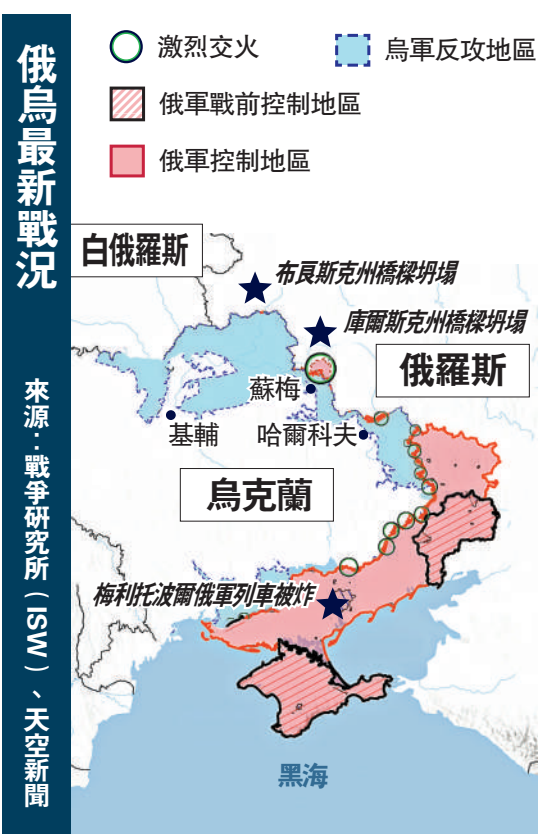 俄烏最新戰況
來源：戰爭研究所（ISW）、天空新聞
激烈交火
烏軍反攻地區
俄軍戰前控制地區
俄軍控制地區
白俄羅斯
布良斯克州橋樑坍塌
庫爾斯克州橋樑坍塌
俄羅斯
蘇梅
基輔
哈爾科夫
烏克蘭
梅利托波爾俄軍列車被炸
黑海